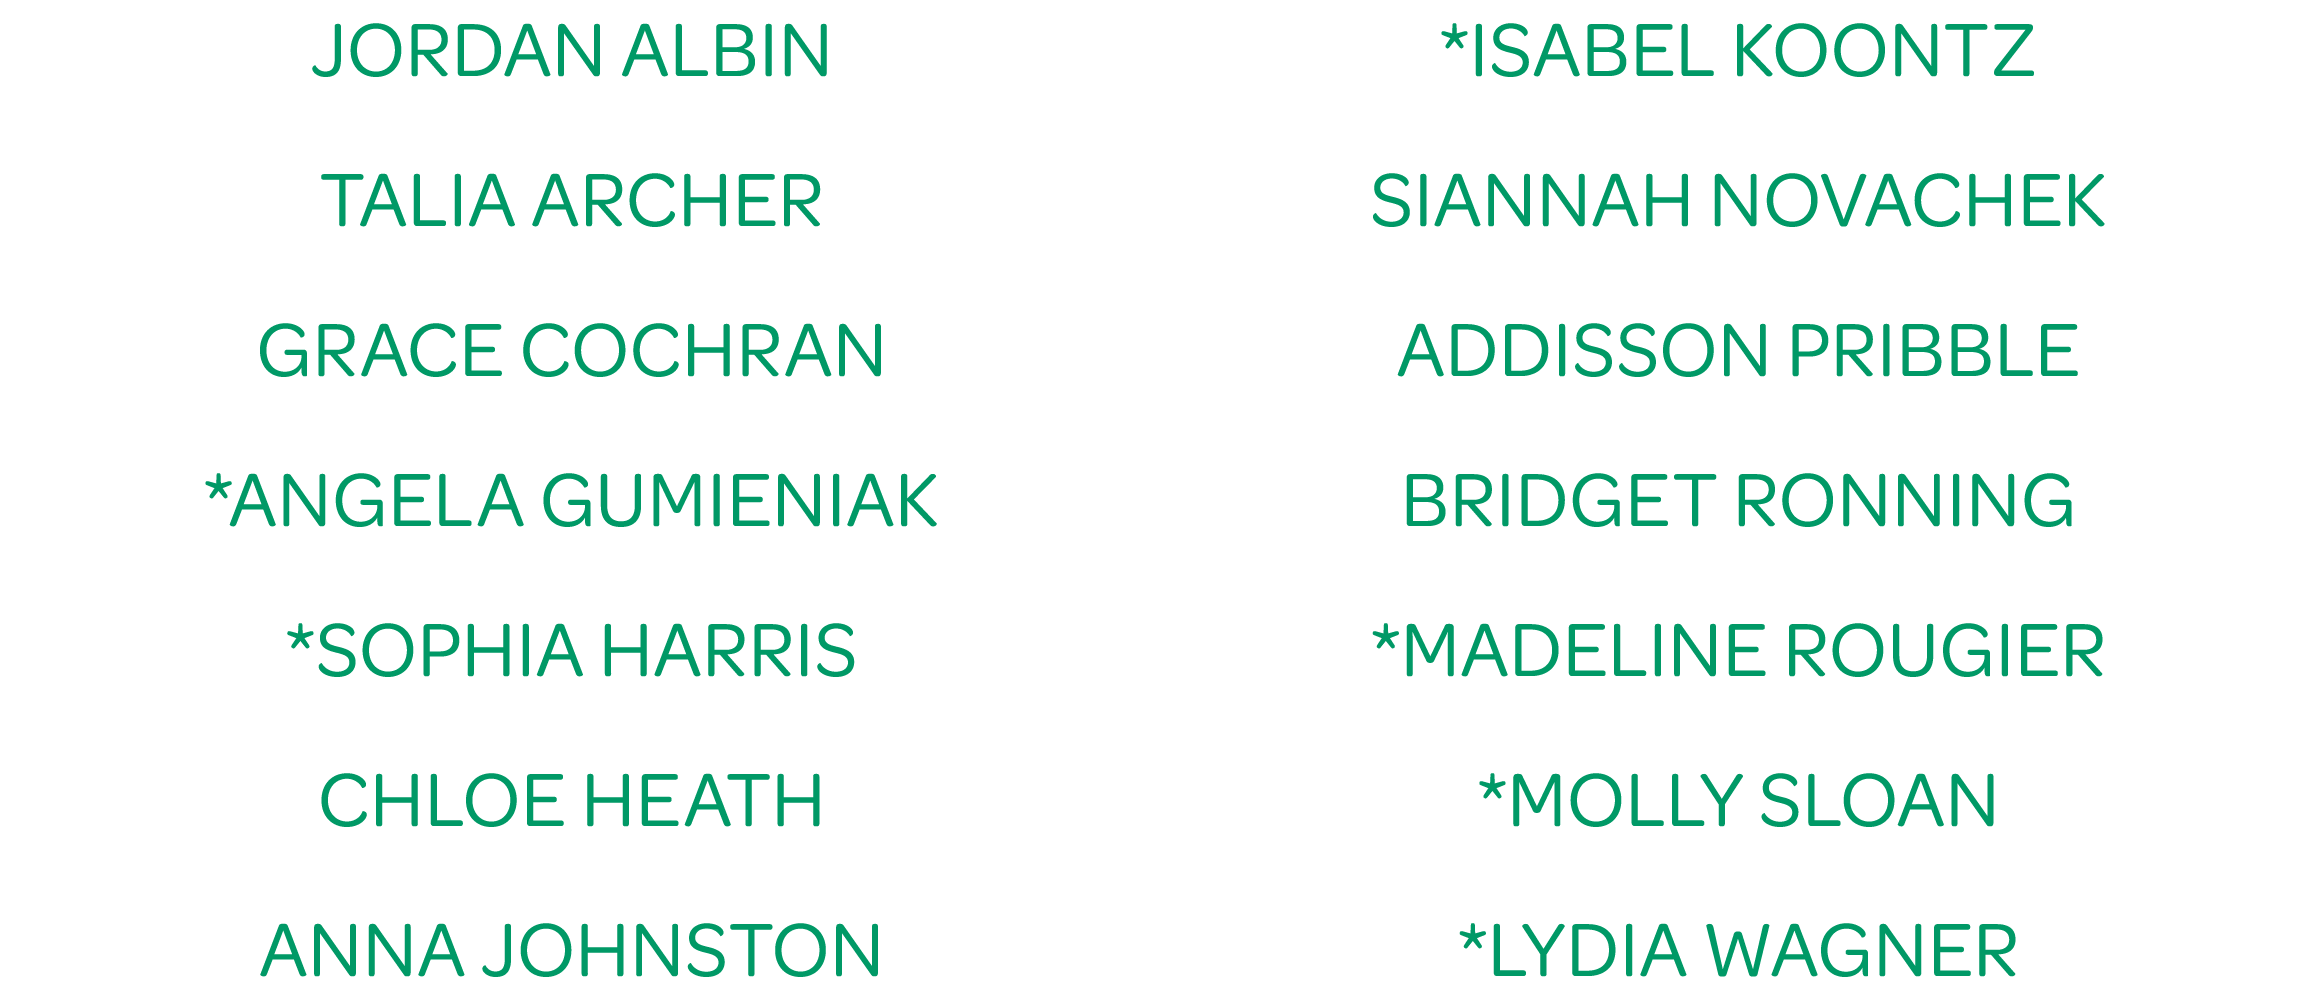 JORDAN ALBIN
TALIA ARCHER
GRACE COCHRAN
*ANGELA GUMIENIAK
*SOPHIA HARRIS
CHLOE HEATH
ANNA JOHNSTON
*ISABEL KOONTZ
SIANNAH NOVACHEK
ADDISSON PRIBBLE
BRIDGET RONNING
*MADELINE ROUGIER
*MOLLY SLOAN
*LYDIA WAGNER